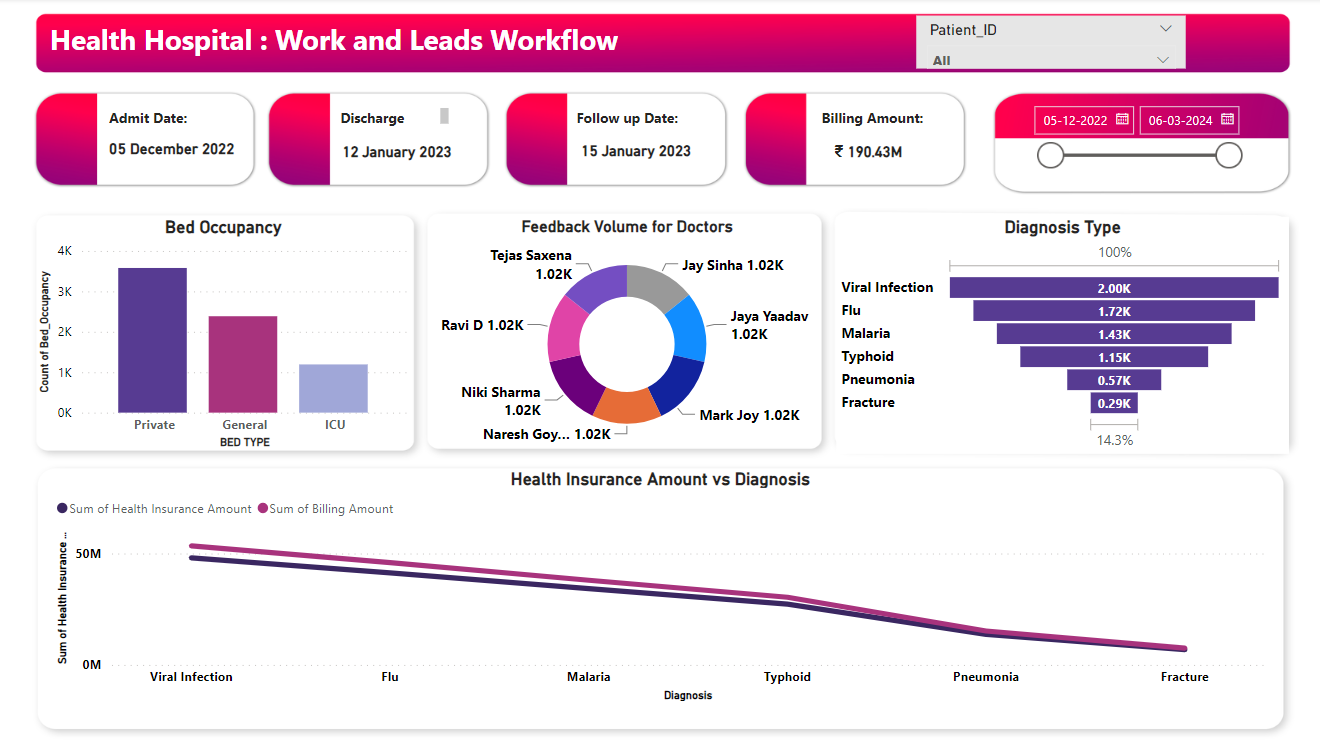 Health Hospital : Work and Leads Workflow
Patient_ID
All
Admit Date:
05 December 2022
Discharge
12 January 2023
Follow up Date:
15 January 2023
Billing Amount:
₹ 190.43M
05-12-2022
06-03-2024
Bed Occupancy
Count of Bed_Occupancy
4K
3K
2K
1K
0K
Private
General
ICU
BED TYPE
Feedback Volume for Doctors
Tejas Saxena
1.02K
Jay Sinha 1.02K
Ravi D 1.02K
Jaya Yaadav
1.02K
Niki Sharma
1.02K
Mark Joy 1.02K
Naresh Goy... 1.02K
Diagnosis Type
100%
Viral Infection 2.00K
Flu 1.72K
Malaria 1.43K
Typhoid 1.15K
Pneumonia 0.57K
Fracture 0.29K
14.3%
Health Insurance Amount vs Diagnosis
Sum of Health Insurance Amount Sum of Billing Amount
Sum of Health Insurance ...
50M
0M
Viral Infection
Flu
Malaria
Typhoid
Pneumonia
Fracture
Diagnosis